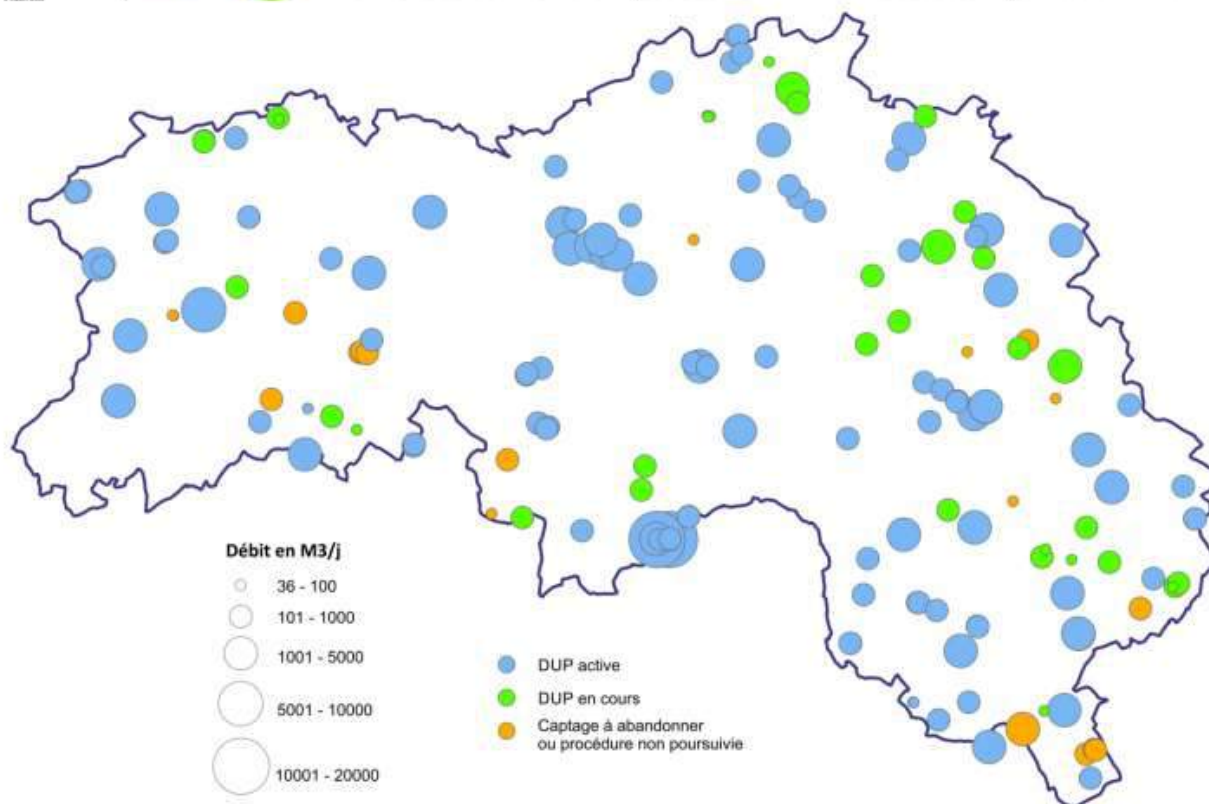 Débit en M3/j
36 - 100
101 - 1000
1001 - 5000
5001 - 10000
10001 - 20000
DUP active
DUP en cours
Captage à abandonner
ou procédure non poursuivie